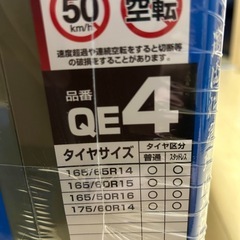 50
km/h
空転
速度超過や連続空転をすると切断等
の破損をすることがあります。
品番
QE4
タイヤサイズ タイヤ区分
普通 スタッドレス
165/65R14 ○ ○
165/60R15 ○ ○
165/50R16 ○ ○
175/60R14 ○ ○